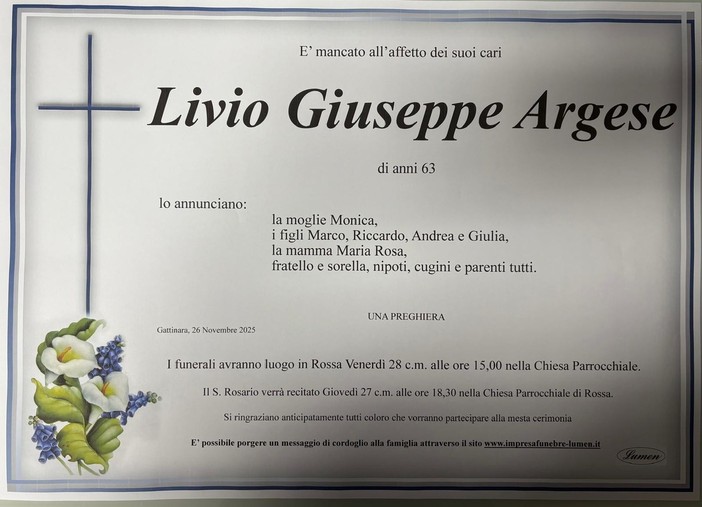 E' mancato all'affetto dei suoi cari
Livio Giuseppe Argese
di anni 63
lo annunciano:
la moglie Monica,
i figli Marco, Riccardo, Andrea e Giulia,
la mamma Maria Rosa,
fratello e sorella, nipoti, cugini e parenti tutti.
UNA PREGHIERA
Gattinara, 26 Novembre 2025
I funerali avranno luogo in Rossa Venerdì 28 c.m. alle ore 15,00 nella Chiesa Parrocchiale.
Il S. Rosario verrà recitato Giovedì 27 c.m. alle ore 18,30 nella Chiesa Parrocchiale di Rossa.
Si ringraziano anticipatamente tutti coloro che vorranno partecipare alla mesta cerimonia
E' possibile porgere un messaggio di cordoglio alla famiglia attraverso il sito www.impresafunebre-lumen.it
Lumen